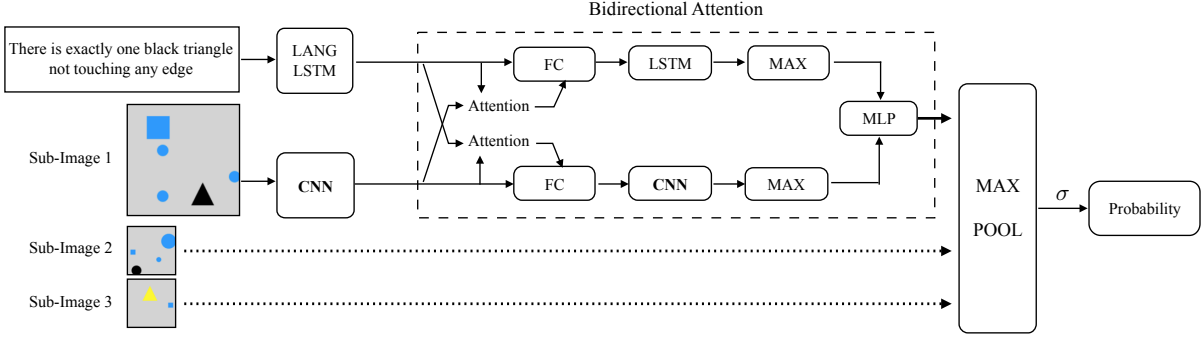 Bidirectional Attention
There is exactly one black triangle
not touching any edge
LANG
LSTM
FC
LSTM
MAX
Attention
Attention
MLP
Sub-Image 1
CNN
FC
CNN
MAX
MAX
POOL
σ
Probability
Sub-Image 2
Sub-Image 3